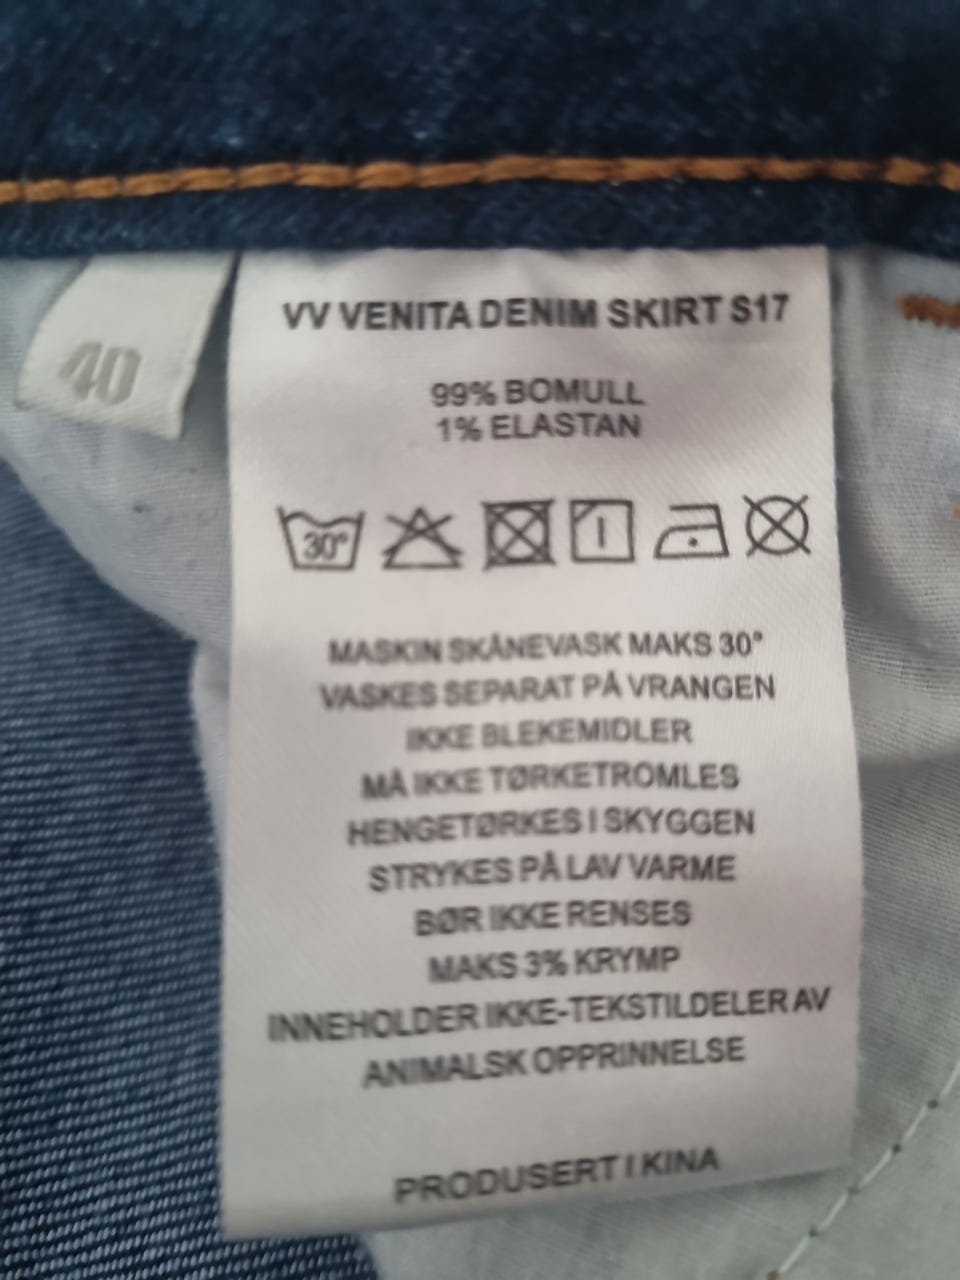 40
VV VENITA DENIM SKIRT S17
99% BOMULL
1% ELASTAN
30°
MASKIN SKÅNEVASK MAKS 30°
VASKES SEPARAT PÅ VRANGEN
IKKE BLEKEMIDLER
MÅ IKKE TØRKETROMLES
HENGETØRKES I SKYGGEN
STRYKES PÅ LAV VARME
BØR IKKE RENSES
MAKS 3% KRYMP
INNEHOLDER IKKE-TEKSTILDELER AV
ANIMALSK OPPRINNELSE
PRODUSERT I KINA